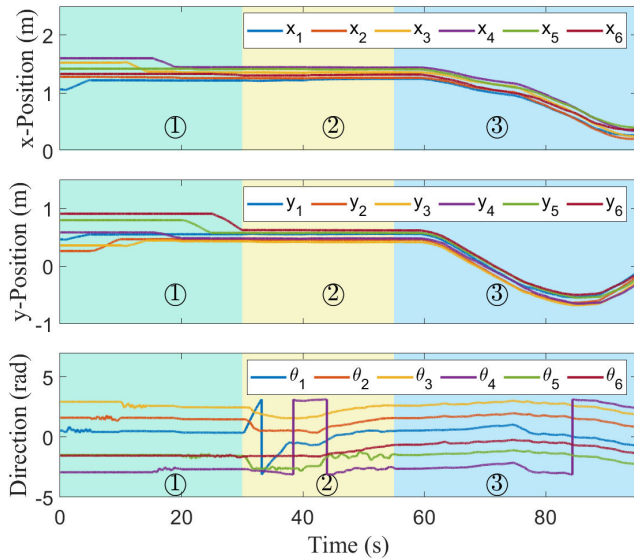 2
1
0
x-Position (m)
x₁ x₂ x₃ x₄ x₅ x₆
① ② ③
1
0
-1
y-Position (m)
y₁ y₂ y₃ y₄ y₅ y₆
① ② ③
5
0
-5
Direction (rad)
θ₁ θ₂ θ₃ θ₄ θ₅ θ₆
① ② ③
0 20 40 60 80
Time (s)